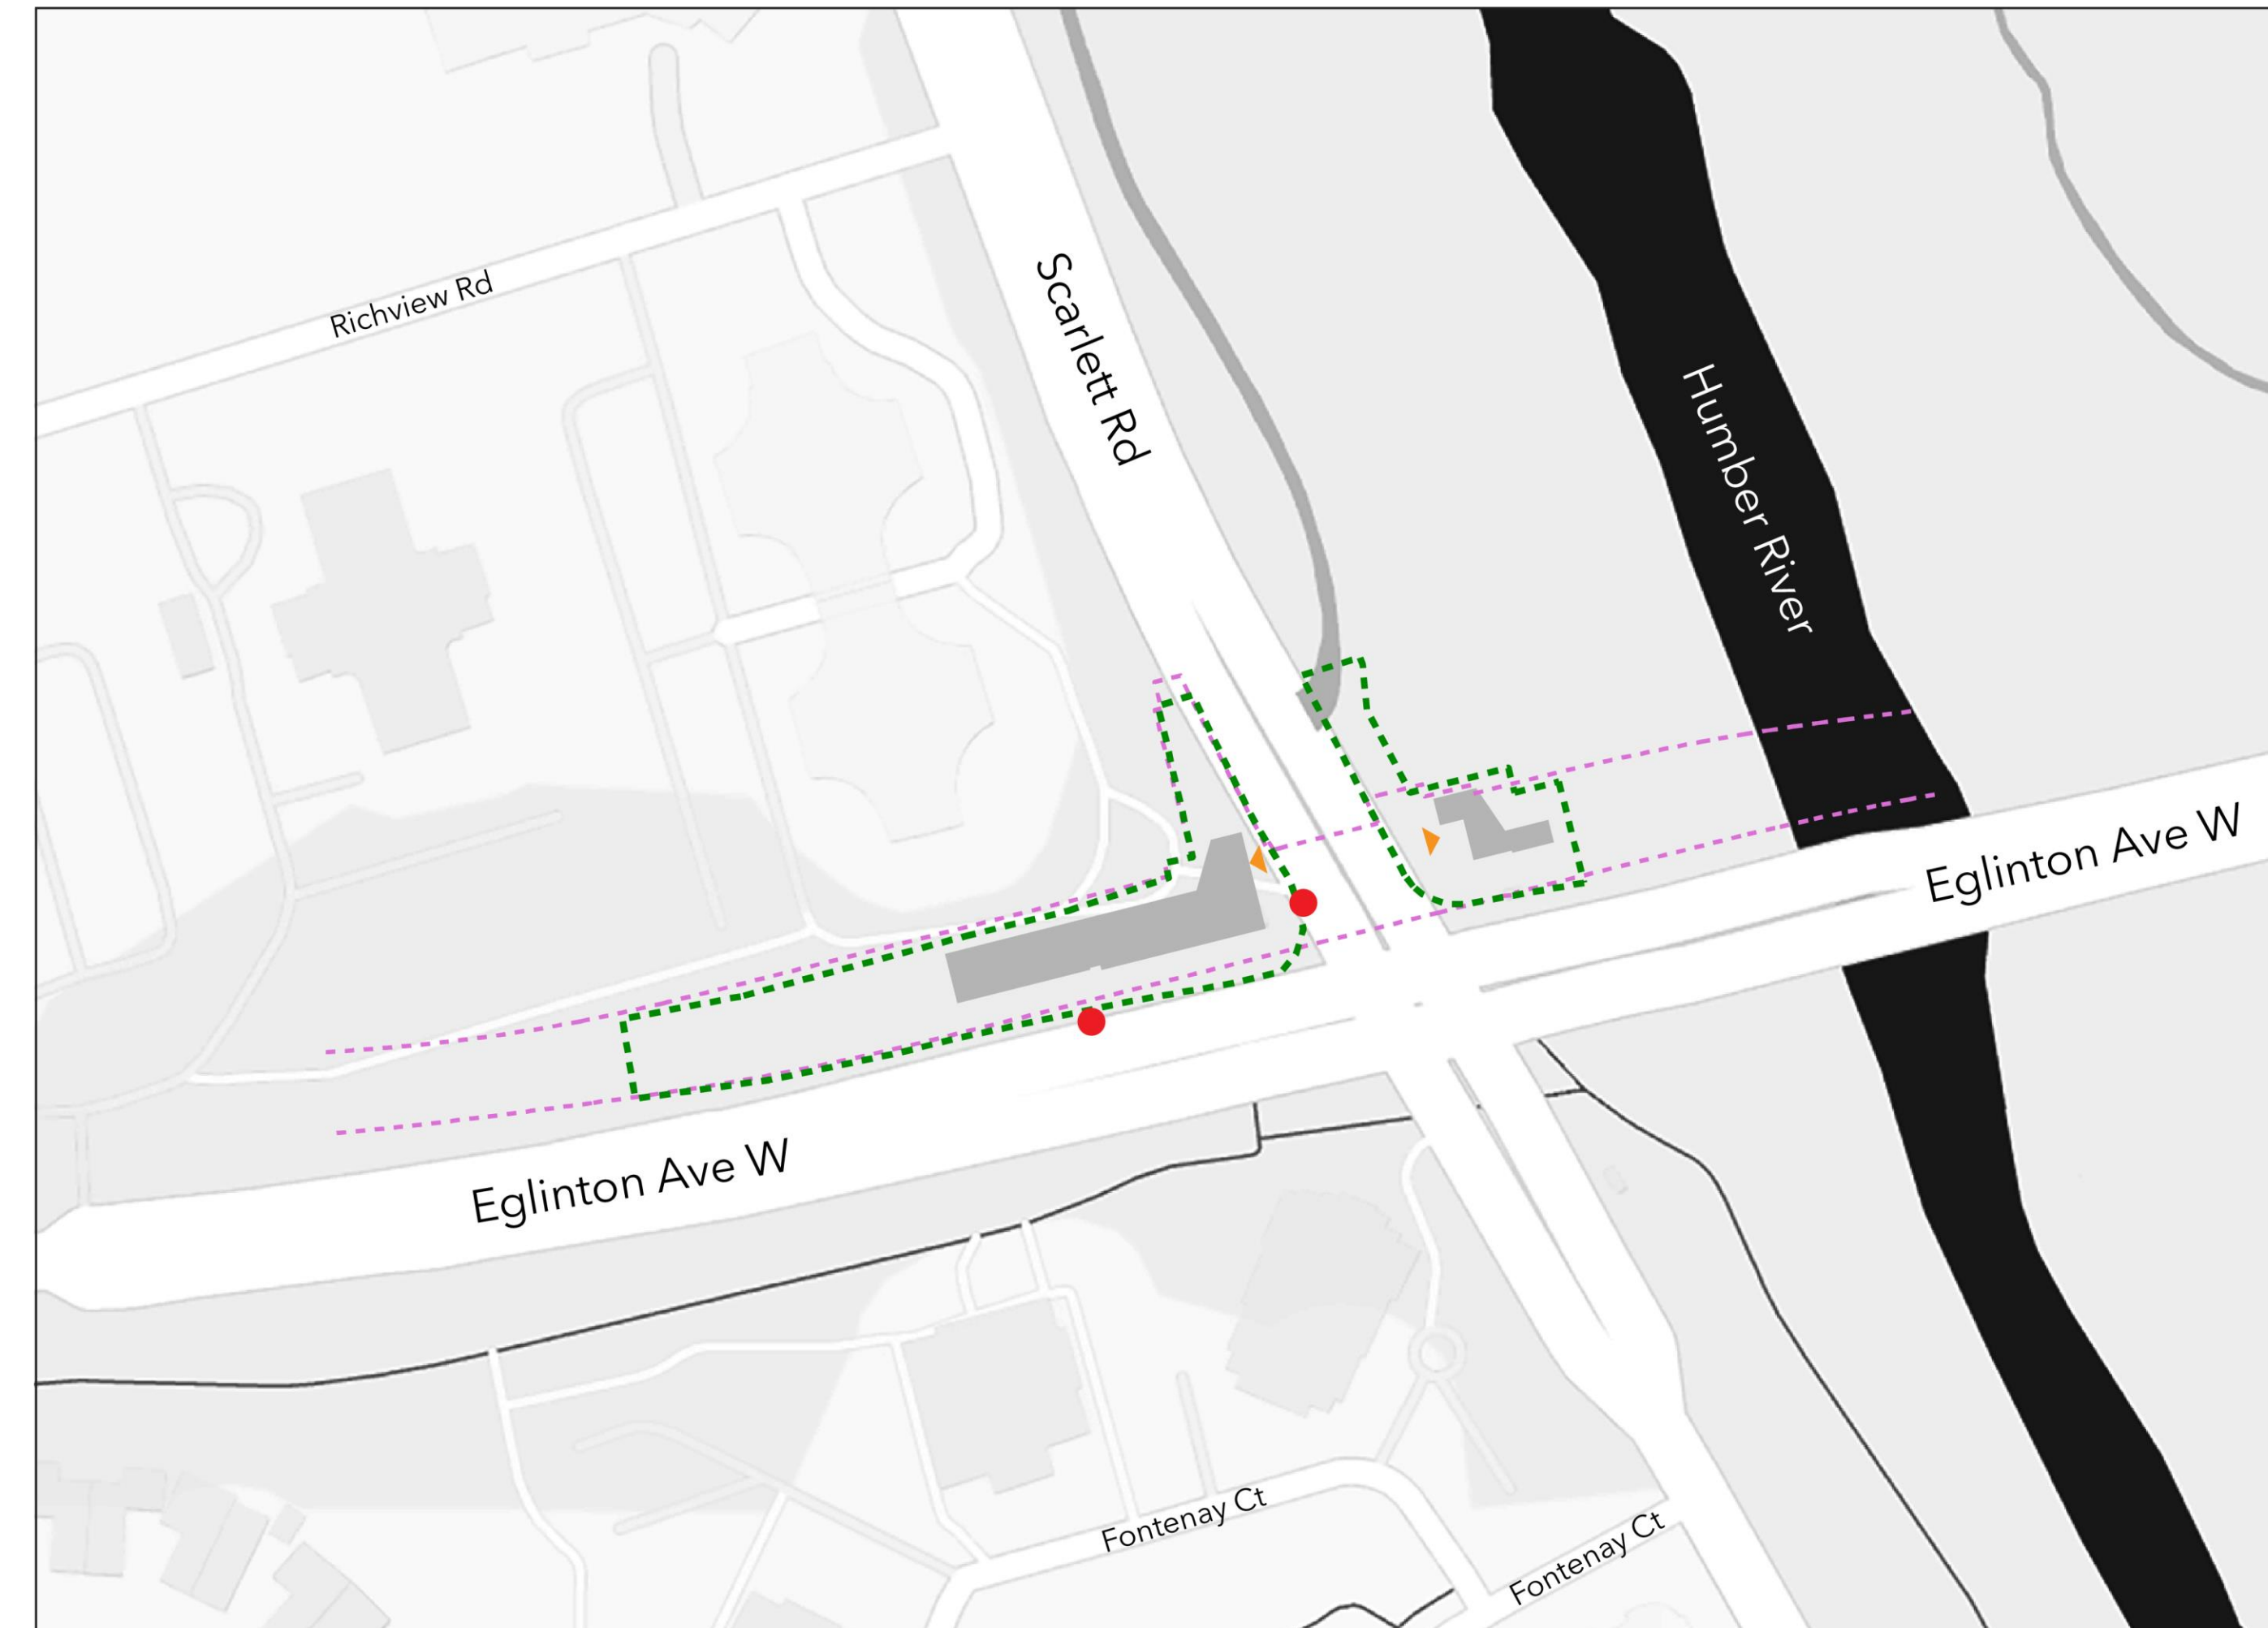 Richview Rd
Scarlett Rd
Humber River
Eglinton Ave W
Eglinton Ave W
Fontenay Ct
Fontenay Ct